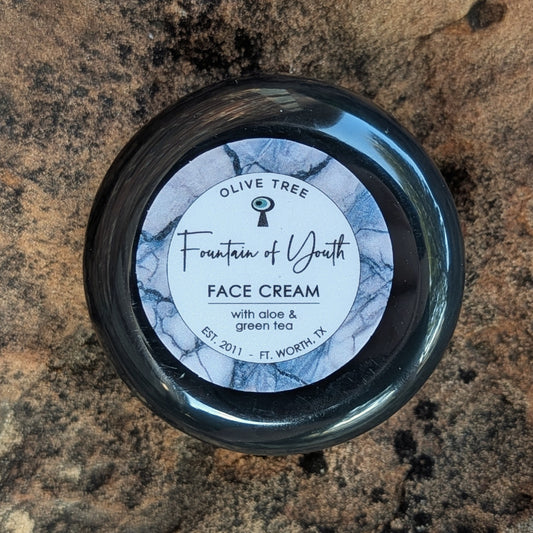 OLIVE TREE
Fountain of Youth
FACE CREAM
with aloe &
green tea
EST. 2011 - FT. WORTH, TX